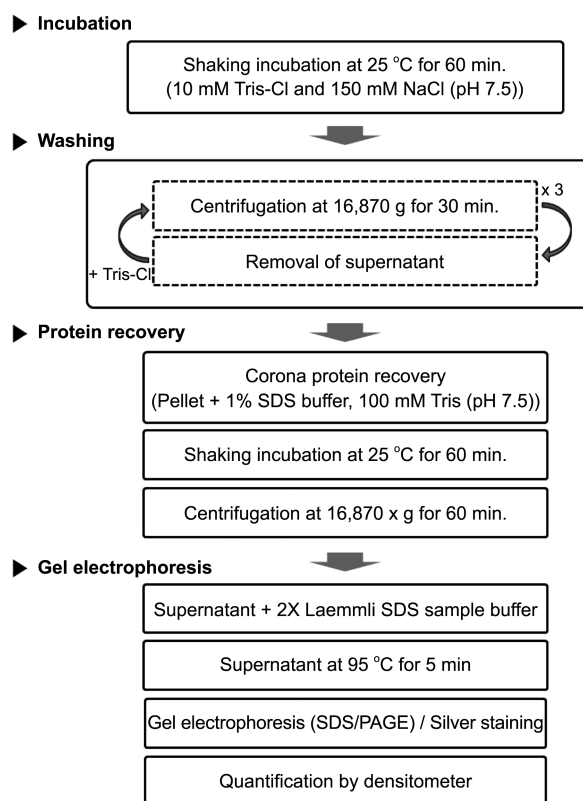 Incubation
Shaking incubation at 25 °C for 60 min.
(10 mM Tris-Cl and 150 mM NaCl (pH 7.5))
Washing
Centrifugation at 16,870 g for 30 min.
x 3
Removal of supernatant
+ Tris-Cl
Protein recovery
Corona protein recovery
(Pellet + 1% SDS buffer, 100 mM Tris (pH 7.5))
Shaking incubation at 25 °C for 60 min.
Centrifugation at 16,870 x g for 60 min.
Gel electrophoresis
Supernatant + 2X Laemmli SDS sample buffer
Supernatant at 95 °C for 5 min
Gel electrophoresis (SDS/PAGE) / Silver staining
Quantification by densitometer